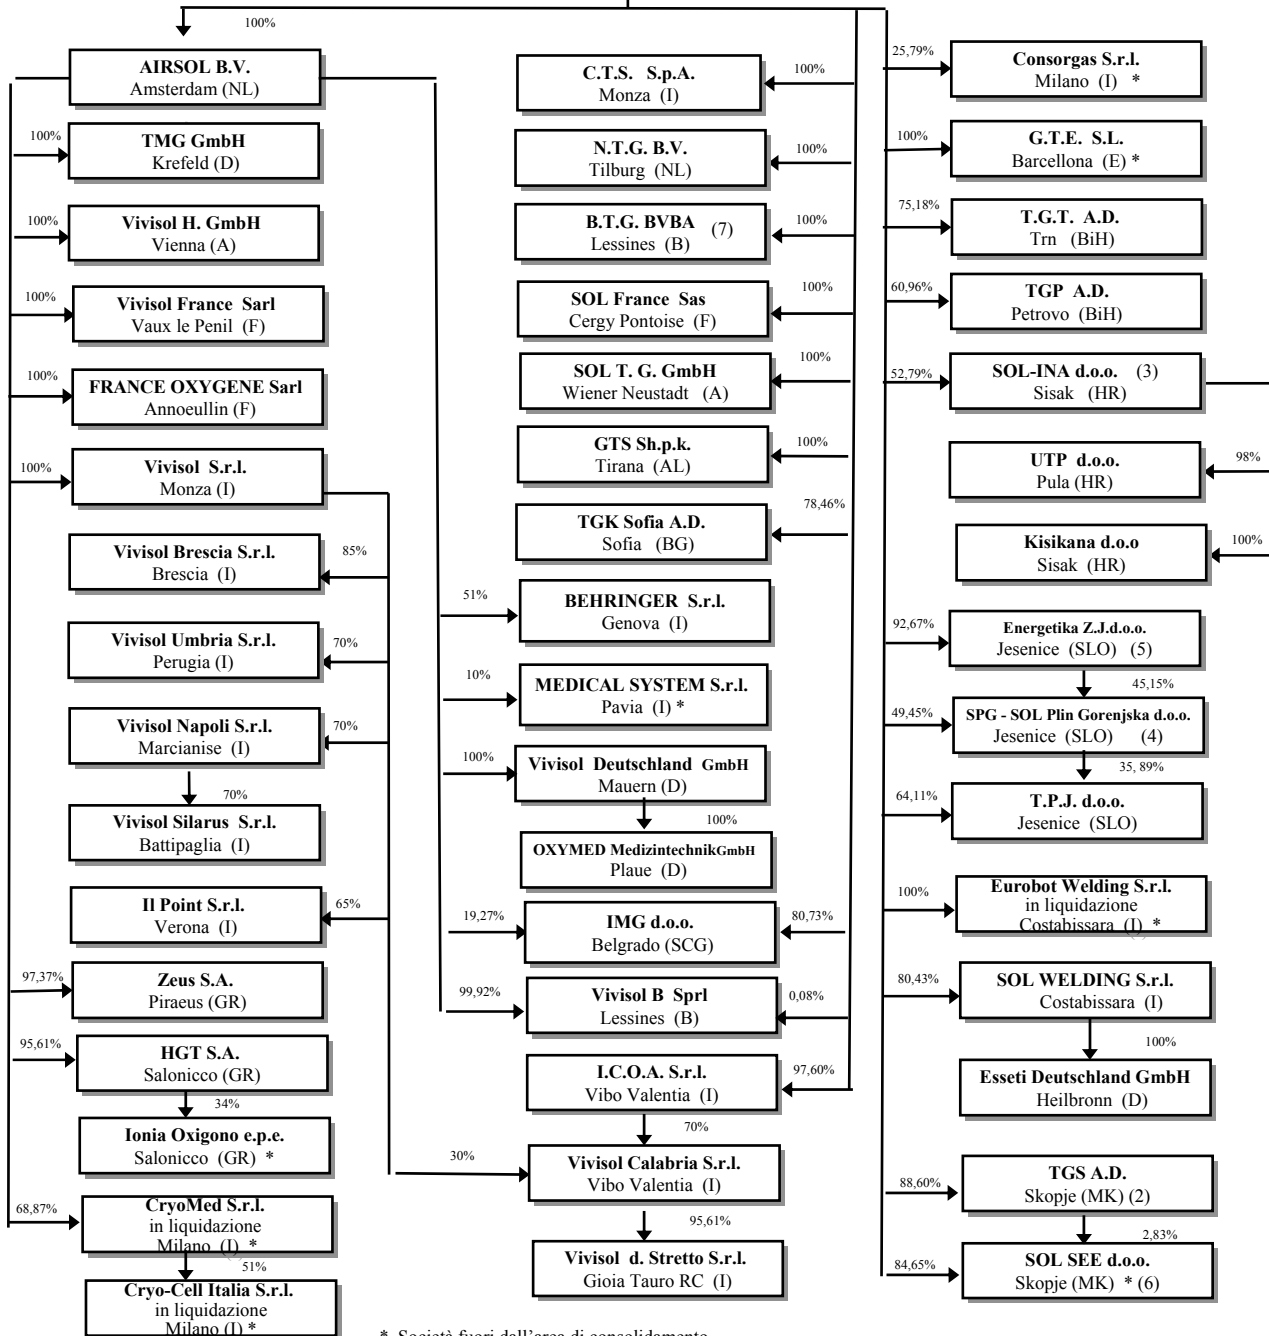 100%
AIRSOL B.V.
Amsterdam (NL)
100%
TMG GmbH
Krefeld (D)
100%
Vivisol H. GmbH
Vienna (A)
100%
Vivisol France Sarl
Vaux le Penil (F)
100%
FRANCE OXYGENE Sarl
Annoeullin (F)
100%
Vivisol S.r.l.
Monza (I)
Vivisol Brescia S.r.l.
Brescia (I)
85%
Vivisol Umbria S.r.l.
Perugia (I)
70%
Vivisol Napoli S.r.l.
Marcianise (I)
70%
70%
Vivisol Silarus S.r.l.
Battipaglia (I)
Il Point S.r.l.
Verona (I)
65%
97,37%
Zeus S.A.
Piraeus (GR)
95,61%
HGT S.A.
Salonicco (GR)
34%
Ionia Oxigono e.p.e.
Salonicco (GR) *
68,87%
CryoMed S.r.l.
in liquidazione
Milano (I) *
51%
Cryo-Cell Italia S.r.l.
in liquidazione
Milano (I) *
C.T.S. S.p.A.
Monza (I)
100%
N.T.G. B.V.
Tilburg (NL)
100%
B.T.G. BVBA (7)
Lessines (B)
100%
SOL France Sas
Cergy Pontoise (F)
100%
SOL T. G. GmbH
Wiener Neustadt (A)
100%
GTS Sh.p.k.
Tirana (AL)
100%
TGK Sofia A.D.
Sofia (BG)
78,46%
51%
BEHRINGER S.r.l.
Genova (I)
10%
MEDICAL SYSTEM S.r.l.
Pavia (I) *
100%
Vivisol Deutschland GmbH
Mauern (D)
100%
OXYMED MedizintechnikGmbH
Plaue (D)
19,27%
IMG d.o.o.
Belgrado (SCG)
80,73%
99,92%
Vivisol B Sprl
Lessines (B)
0,08%
I.C.O.A. S.r.l.
Vibo Valentia (I)
97,60%
70%
30%
Vivisol Calabria S.r.l.
Vibo Valentia (I)
95,61%
Vivisol d. Stretto S.r.l.
Gioia Tauro RC (I)
25,79%
Consorgas S.r.l.
Milano (I) *
100%
G.T.E. S.L.
Barcellona (E) *
75,18%
T.G.T. A.D.
Trn (BiH)
60,96%
TGP A.D.
Petrovo (BiH)
52,79%
SOL-INA d.o.o. (3)
Sisak (HR)
UTP d.o.o.
Pula (HR)
98%
Kisikana d.o.o
Sisak (HR)
100%
92,67%
Energetika Z.J.d.o.o.
Jesenice (SLO) (5)
45,15%
49,45%
SPG - SOL Plin Gorenjska d.o.o.
Jesenice (SLO) (4)
35, 89%
64,11%
T.P.J. d.o.o.
Jesenice (SLO)
100%
Eurobot Welding S.r.l.
in liquidazione
Costabissara (I) *
80,43%
SOL WELDING S.r.l.
Costabissara (I)
100%
Esseti Deutschland GmbH
Heilbronn (D)
88,60%
TGS A.D.
Skopje (MK) (2)
2,83%
84,65%
SOL SEE d.o.o.
Skopje (MK) * (6)
* Società fuori dall'area di consolidamento